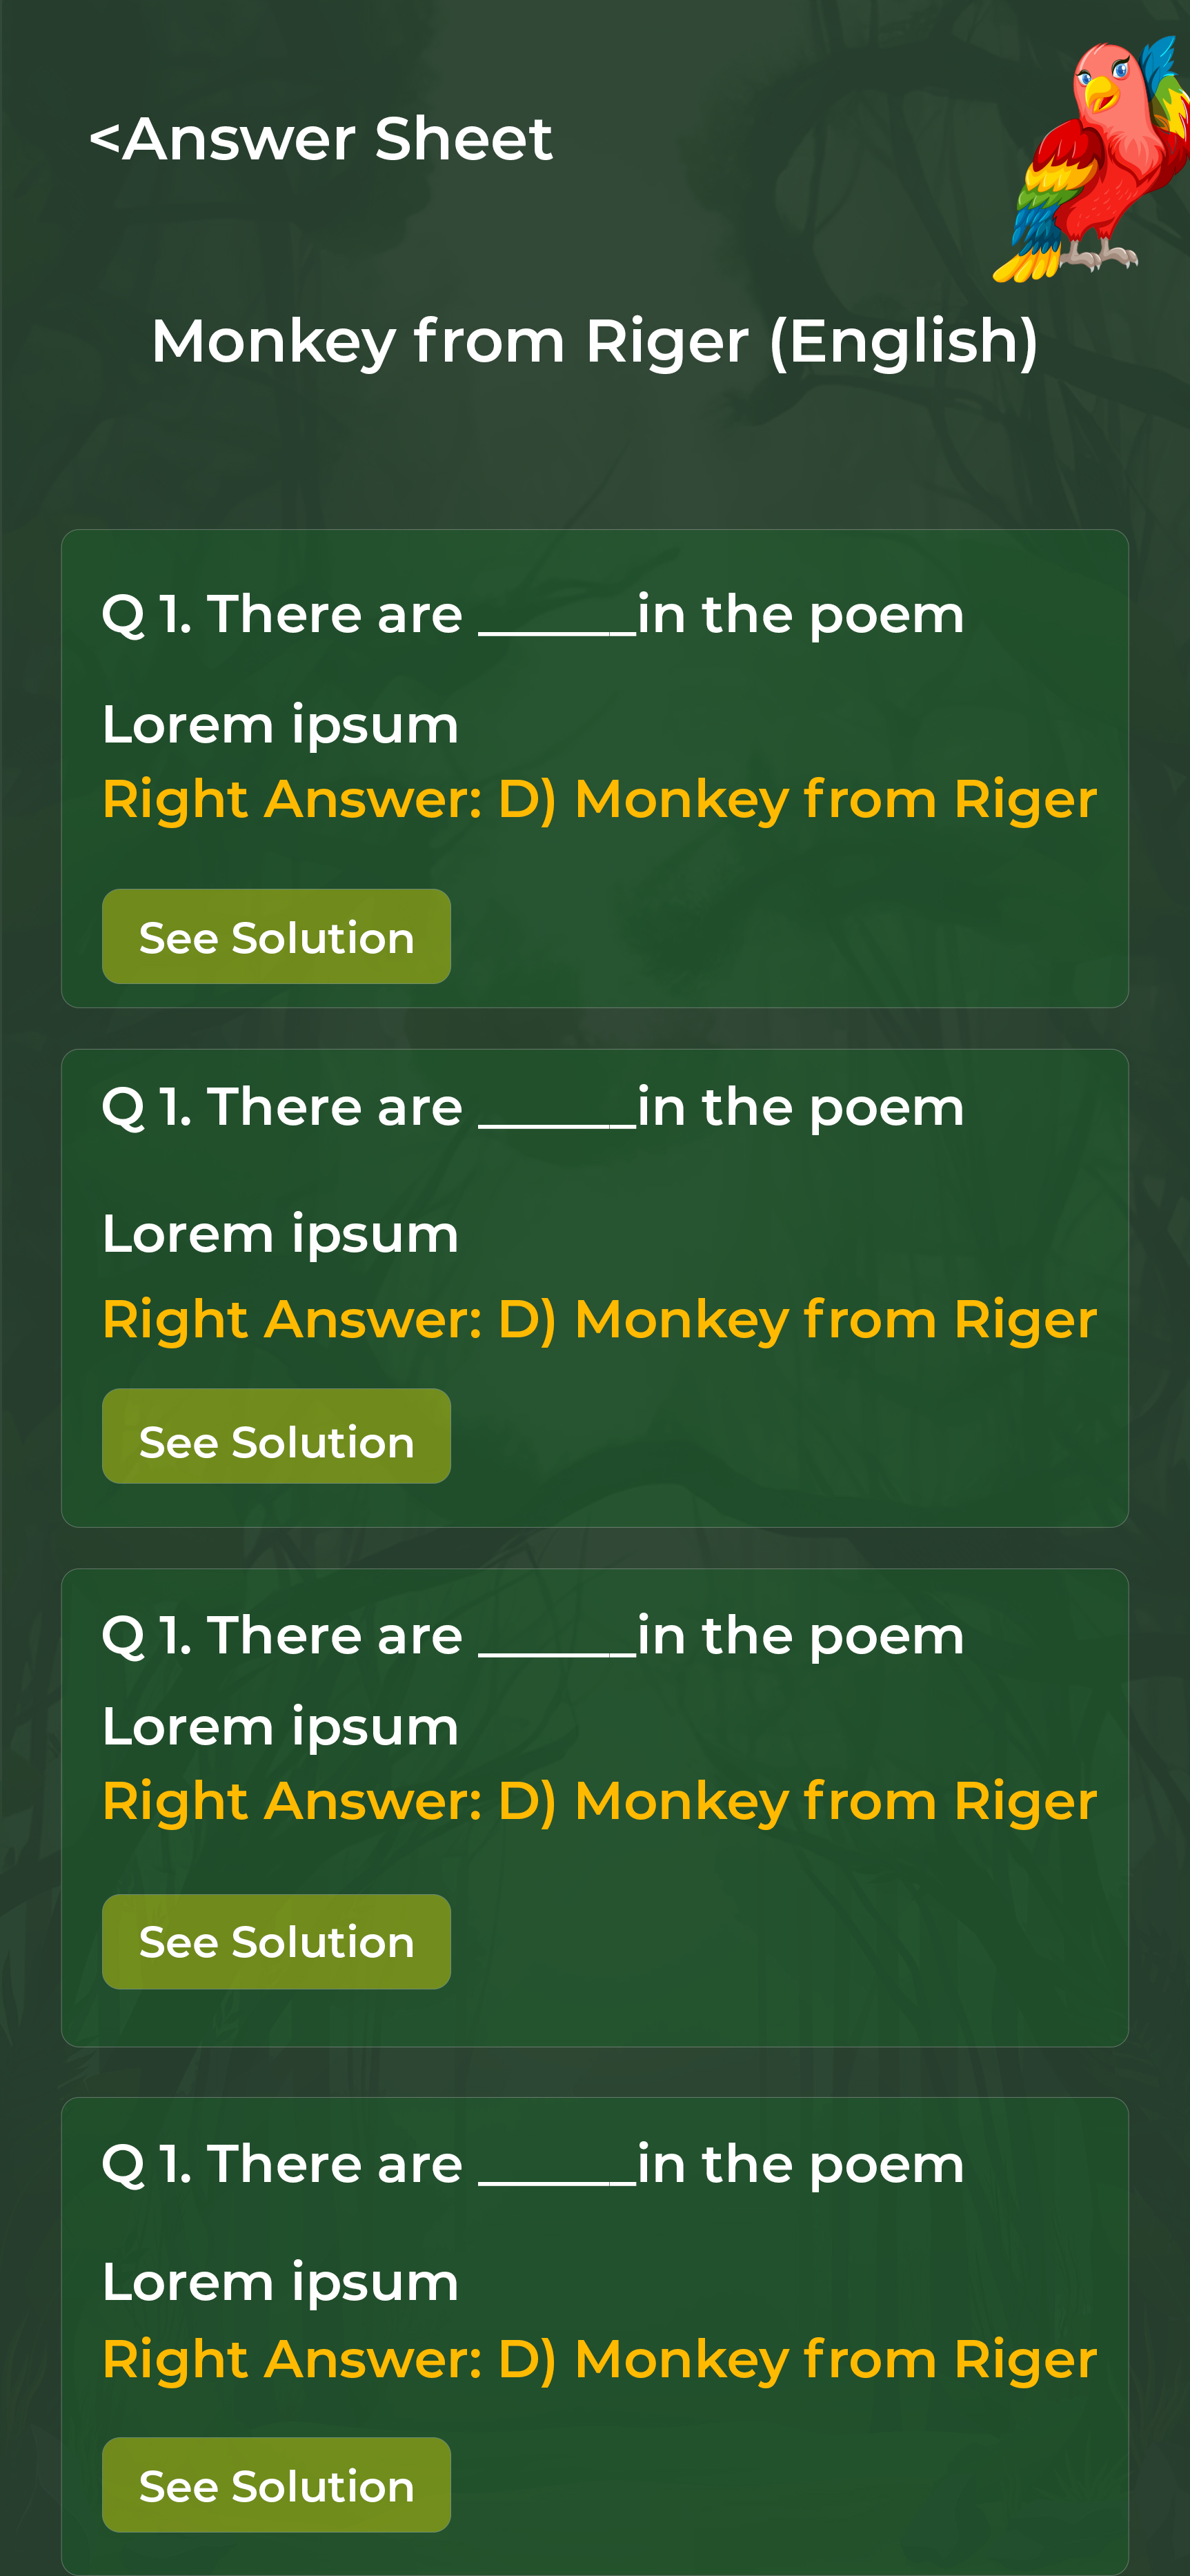 <Answer Sheet
Monkey from Riger (English)
Q 1. There are ______in the poem
Lorem ipsum
Right Answer: D) Monkey from Riger
See Solution
Q 1. There are ______in the poem
Lorem ipsum
Right Answer: D) Monkey from Riger
See Solution
Q 1. There are ______in the poem
Lorem ipsum
Right Answer: D) Monkey from Riger
See Solution
Q 1. There are ______in the poem
Lorem ipsum
Right Answer: D) Monkey from Riger
See Solution